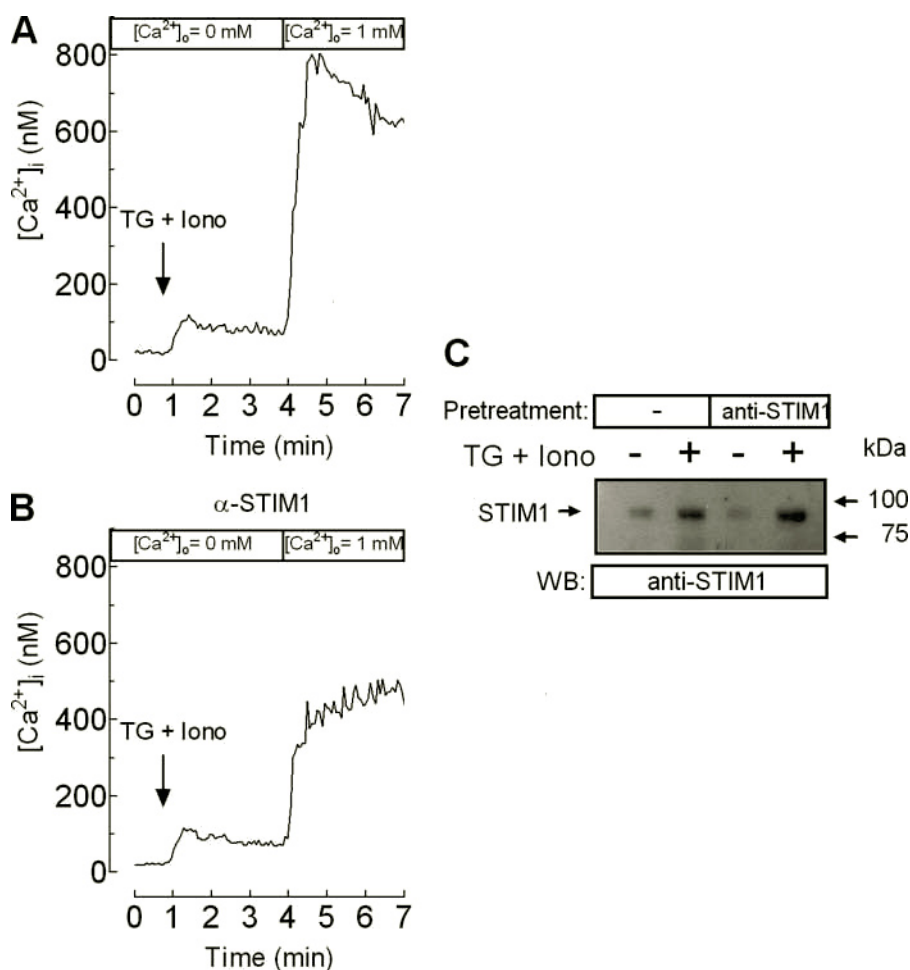 A
[Ca²⁺]ₒ= 0 mM [Ca²⁺]ₒ= 1 mM
800
600
400
200
0
[Ca²⁺]ᵢ (nM)
TG + Iono
0 1 2 3 4 5 6 7
Time (min)
B
α-STIM1
[Ca²⁺]ₒ= 0 mM [Ca²⁺]ₒ= 1 mM
800
600
400
200
0
[Ca²⁺]ᵢ (nM)
TG + Iono
0 1 2 3 4 5 6 7
Time (min)
C
Pretreatment: - anti-STIM1
TG + Iono - + - + kDa
STIM1
100
75
WB: anti-STIM1